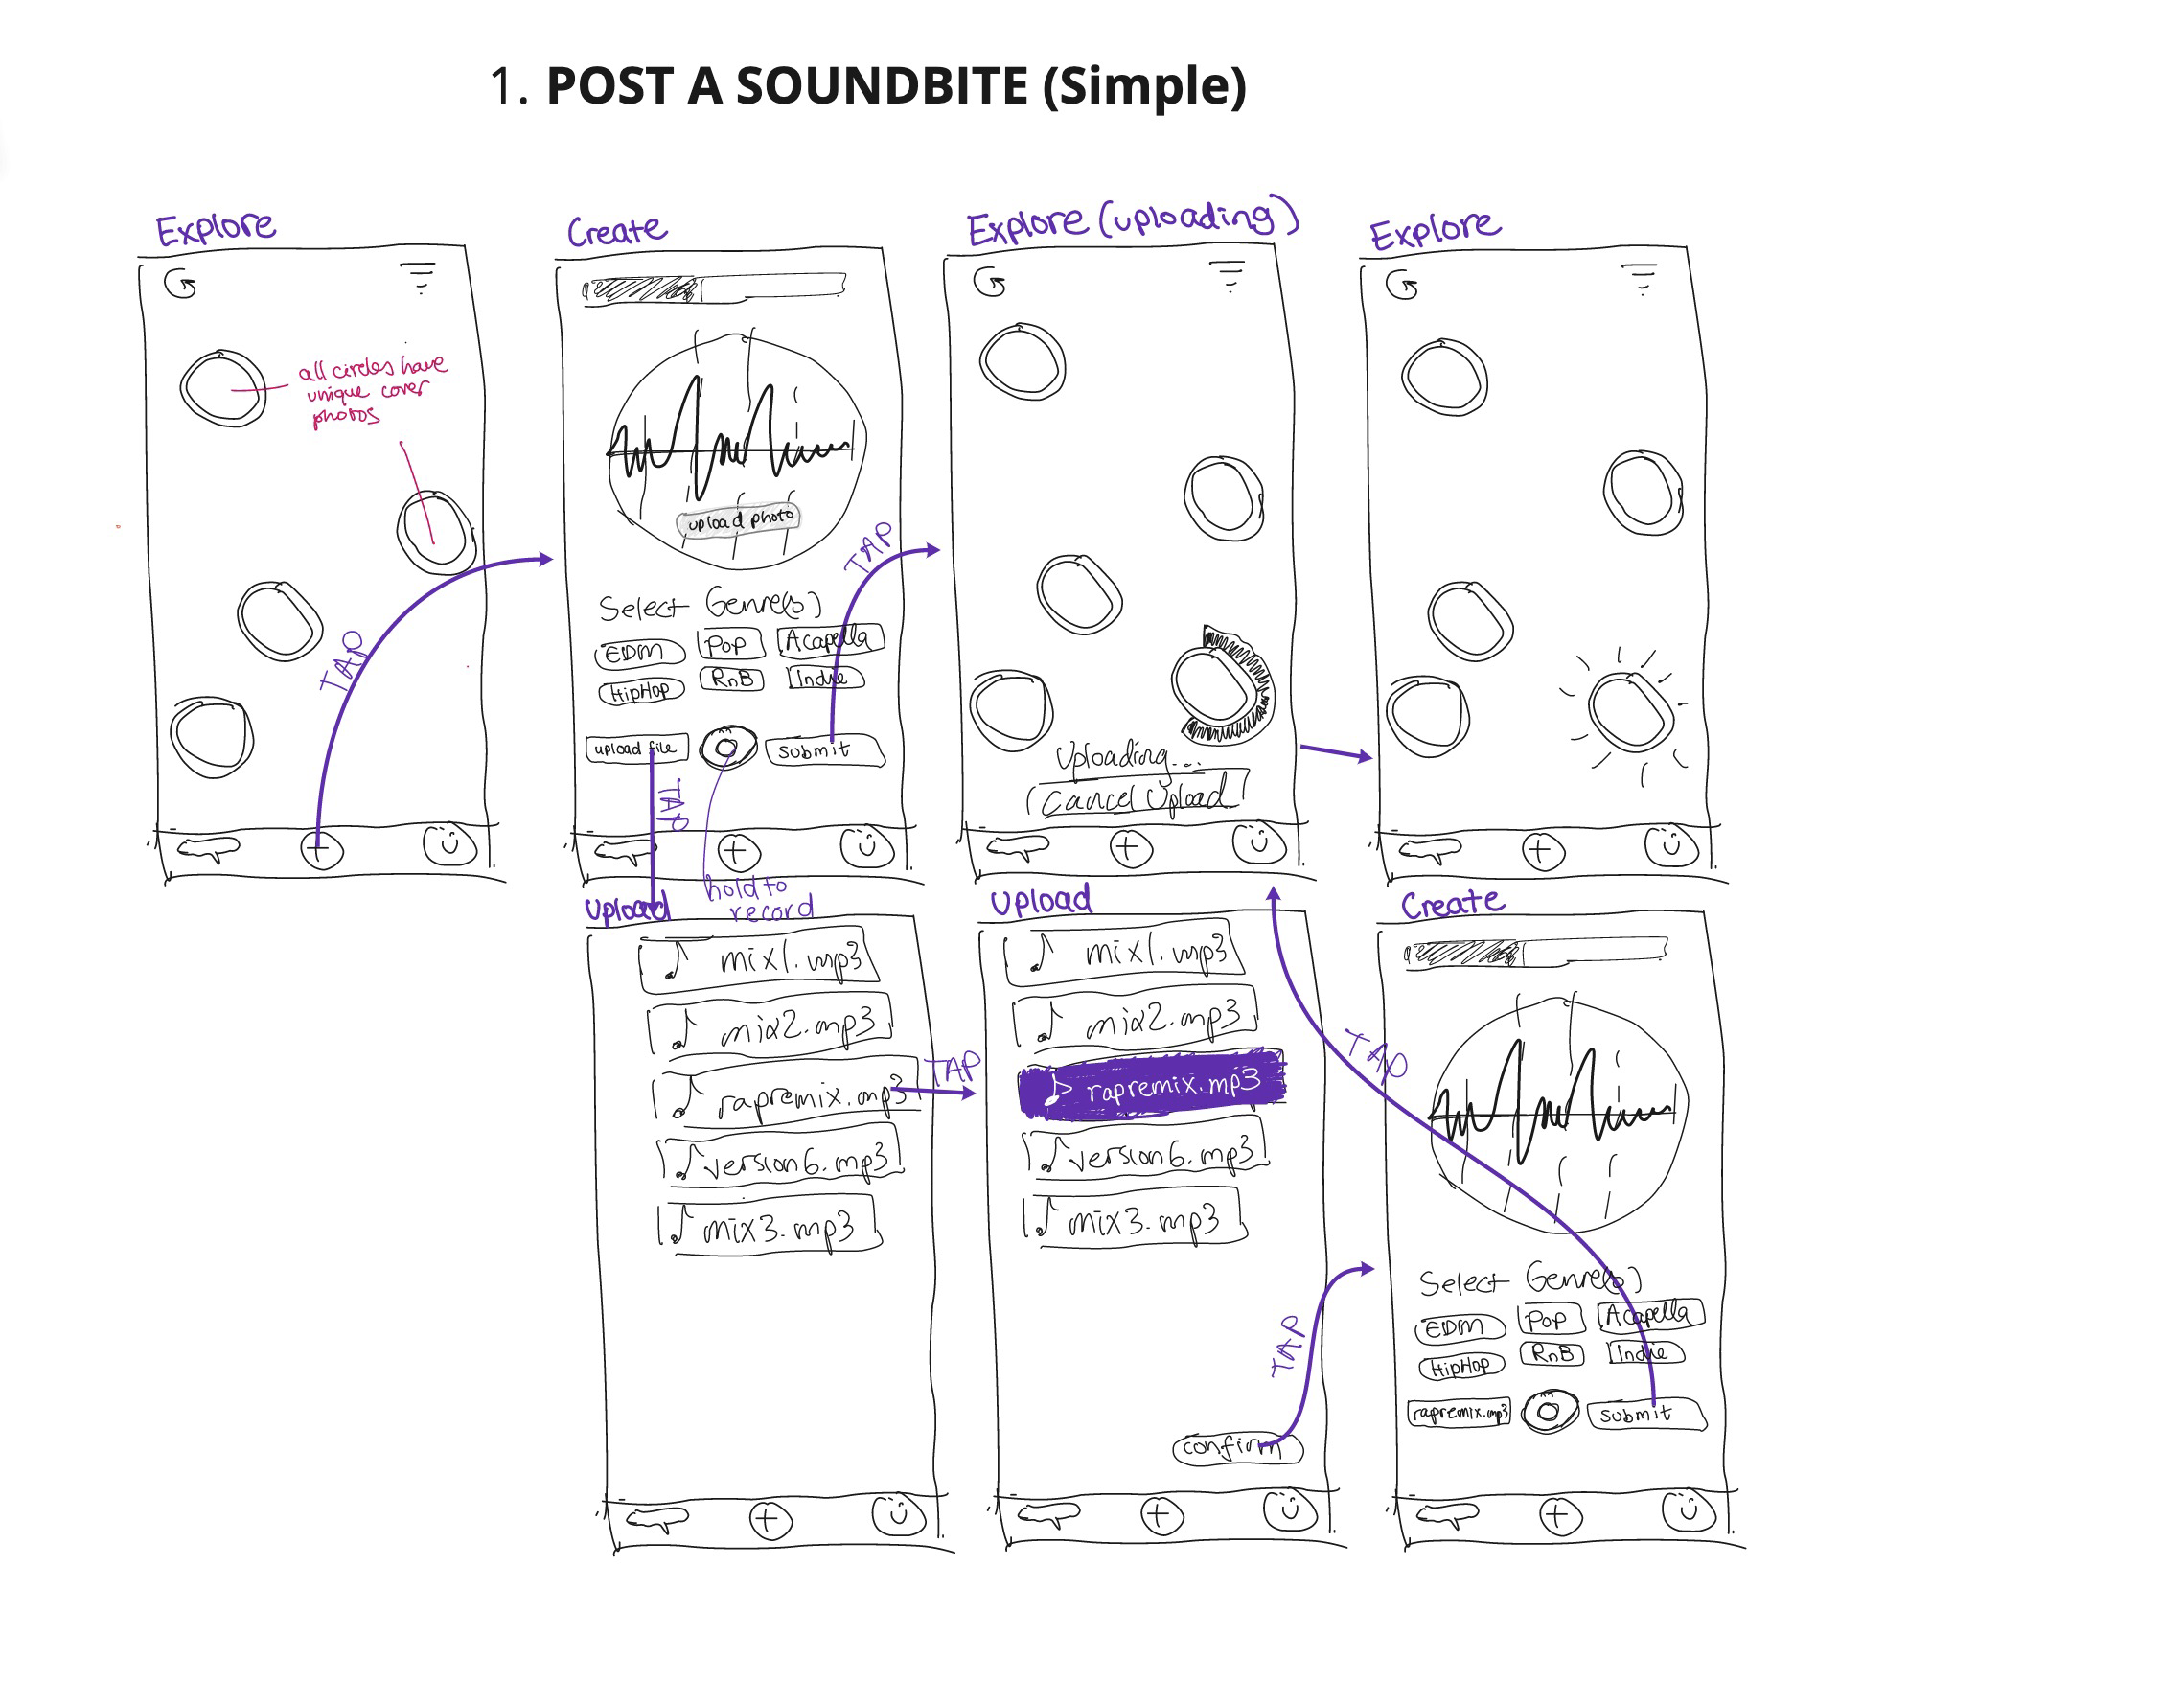 1. POST A SOUNDBITE (Simple)
Explore
all circles have
unique cover
photos
TAP
Create
upload photo
Select Genre(s)
EDM Pop Acapella
HipHop RnB Indie
upload file submit
TAP
TAP
hold to
record
Explore (uploading)
Uploading...
Cancel Upload
Explore
Upload
mix1.mp3
mix2.mp3
rapremix.mp3
version6.mp3
mix3.mp3
TAP
Upload
mix1.mp3
mix2.mp3
rapremix.mp3
version6.mp3
mix3.mp3
confirm
TAP
Create
TAP
Select Genre(s)
EDM Pop Acapella
HipHop RnB Indie
rapremix.mp3 submit